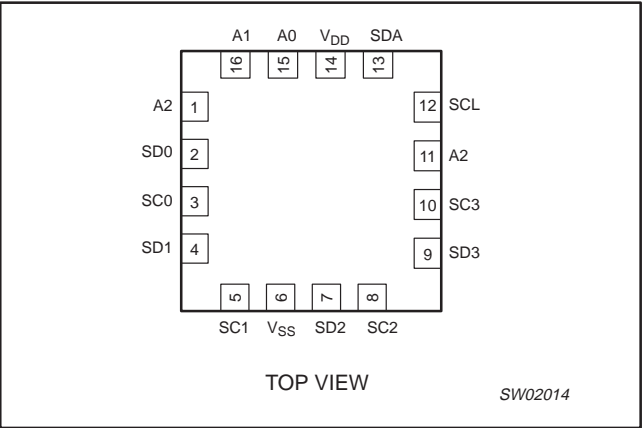 A1 A0 VDD SDA
16 15 14 13
A2 1 12 SCL
SD0 2 11 A2
SC0 3 10 SC3
SD1 4 9 SD3
5 6 7 8
SC1 VSS SD2 SC2
TOP VIEW
SW02014